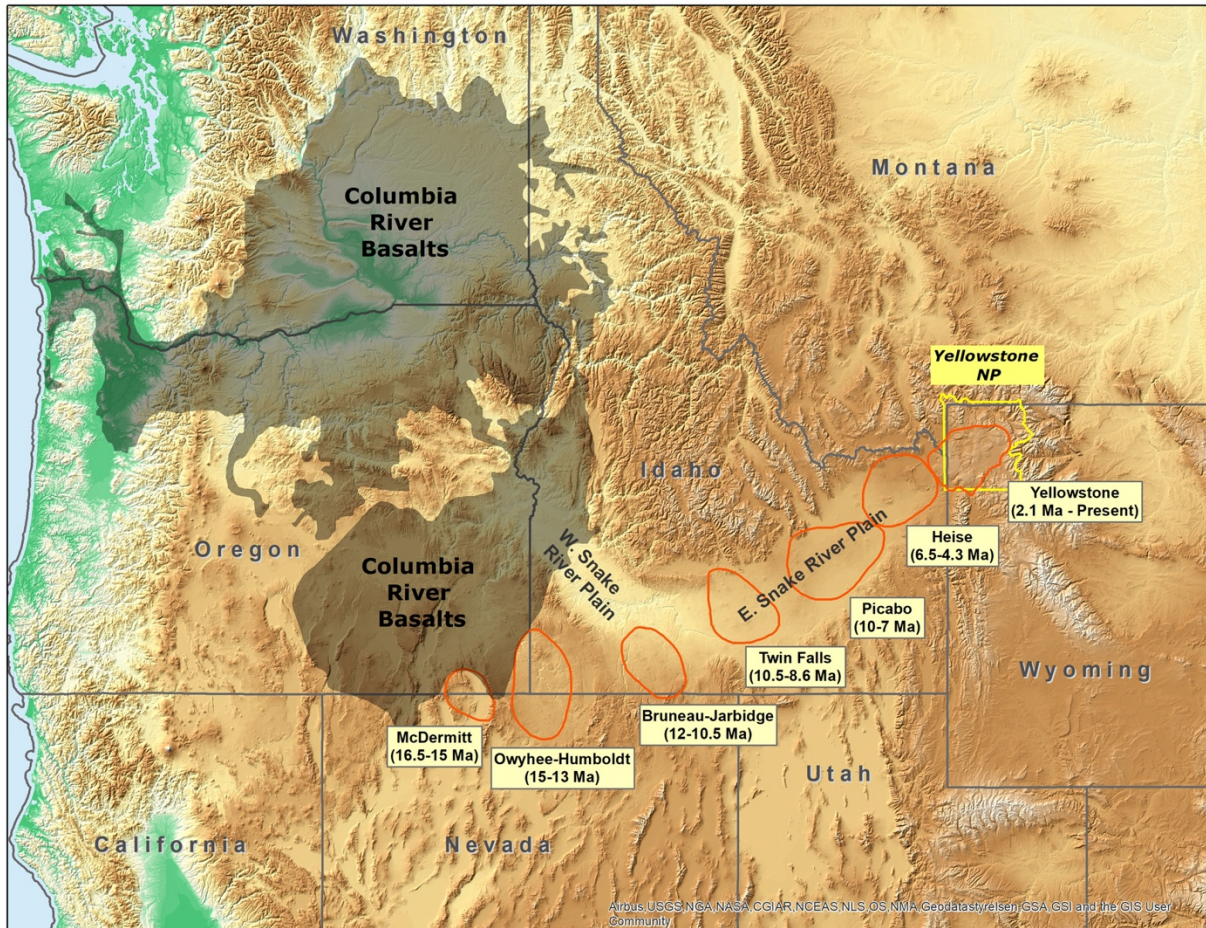 Washington
Columbia
River
Basalts
Montana
Yellowstone
NP
Idaho
Yellowstone
(2.1 Ma - Present)
Oregon
W. Snake
River Plain
E. Snake River Plain
Heise
(6.5-4.3 Ma)
Columbia
River
Basalts
Picabo
(10-7 Ma)
Twin Falls
(10.5-8.6 Ma)
Wyoming
Bruneau-Jarbidge
(12-10.5 Ma)
McDermitt
(16.5-15 Ma)
Owyhee-Humboldt
(15-13 Ma)
Utah
California
Nevada
Airbus,USGS,NGA,NASA,CGIAR,NCEAS,NLS,OS,NMA,Geodatastyrelsen,GSA,GSI and the GIS User
Community